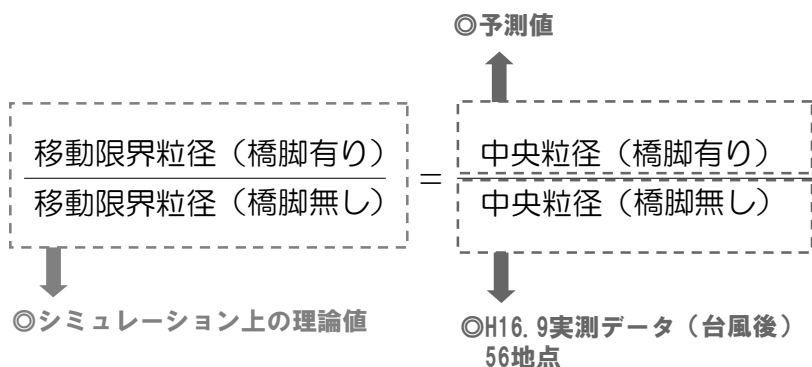 ◎予測値
移動限界粒径（橋脚有り）
移動限界粒径（橋脚無し）
=
中央粒径（橋脚有り）
中央粒径（橋脚無し）
◎シミュレーション上の理論値
◎H16.9実測データ（台風後）
56地点